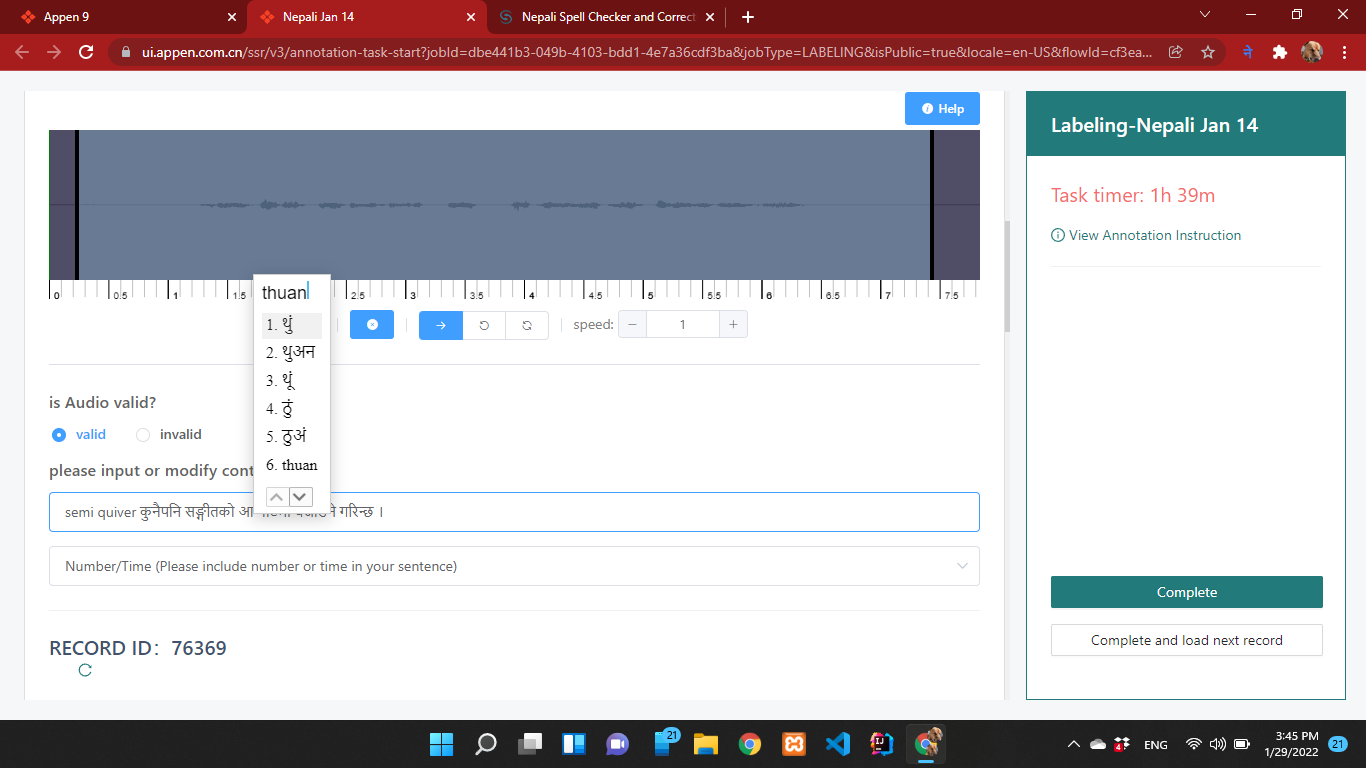 Appen 9
Nepali Jan 14
Nepali Spell Checker and Correct
ui.appen.com.cn/ssr/v3/annotation-task-start?jobId=dbe441b3-049b-4103-bdd1-4e7a36cdf3ba&jobType=LABELING&isPublic=true&locale=en-US&flowId=cf3ea...
Help
0 0.5 1 1.5 2.5 3 3.5 4 4.5 5 5.5 6 6.5 7 7.5
thuan
1. थुं
2. थुअन
3. थूं
4. ठुं
5. ठुअं
6. thuan
speed: − 1 +
is Audio valid?
valid invalid
please input or modify cont
semi quiver कुनैपनि सङ्गीतको गरिन्छ ।
Number/Time (Please include number or time in your sentence)
RECORD ID: 76369
Labeling-Nepali Jan 14
Task timer: 1h 39m
View Annotation Instruction
Complete
Complete and load next record
21
4
ENG
3:45 PM
1/29/2022
21